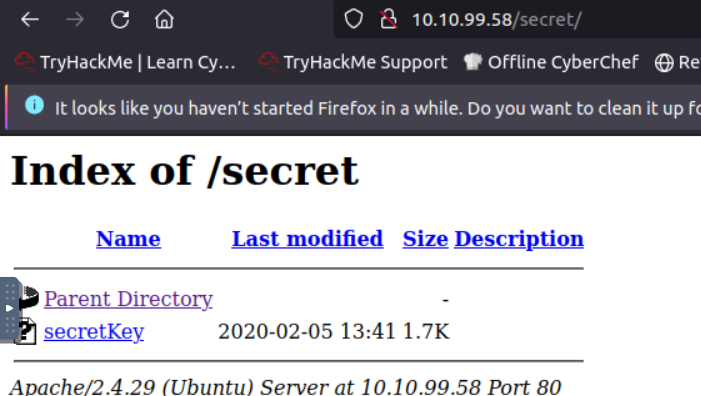 10.10.99.58/secret/
TryHackMe | Learn Cy... TryHackMe Support Offline CyberChef Re
It looks like you haven't started Firefox in a while. Do you want to clean it up fo
Index of /secret
Name Last modified Size Description
Parent Directory -
secretKey 2020-02-05 13:41 1.7K
Apache/2.4.29 (Ubuntu) Server at 10.10.99.58 Port 80